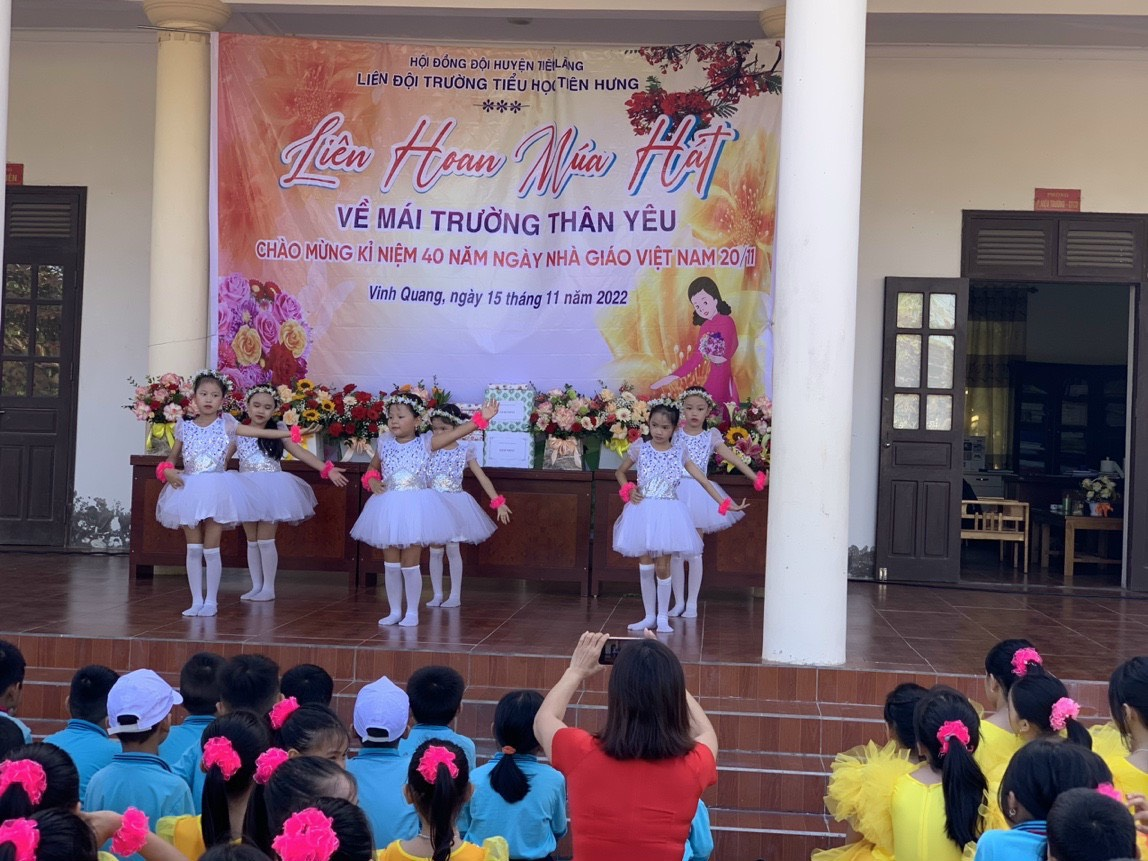 HỘI ĐỒNG ĐỘI HUYỆN TIÊN LÃNG
LIÊN ĐỘI TRƯỜNG TIỂU HỌC TIÊN HƯNG
Liên Hoan Múa Hát
VỀ MÁI TRƯỜNG THÂN YÊU
CHÀO MỪNG KỈ NIỆM 40 NĂM NGÀY NHÀ GIÁO VIỆT NAM 20/11
Vinh Quang, ngày 15 tháng 11 năm 2022